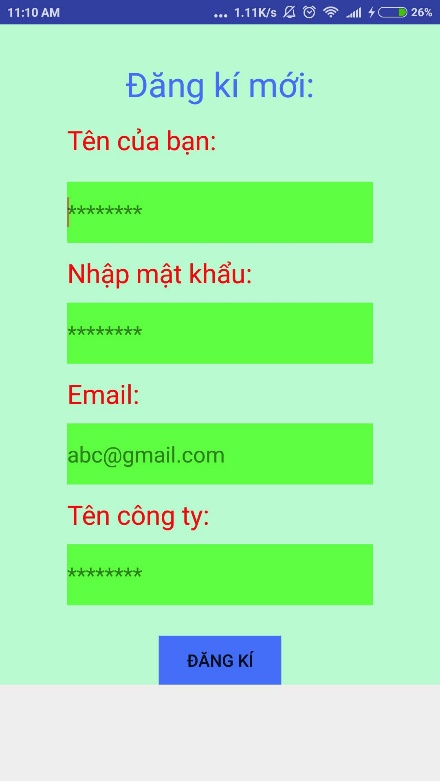 11:10 AM ... 1.11K/s 26%
Đăng kí mới:
Tên của bạn:
********
Nhập mật khẩu:
********
Email:
abc@gmail.com
Tên công ty:
********
ĐĂNG KÍ